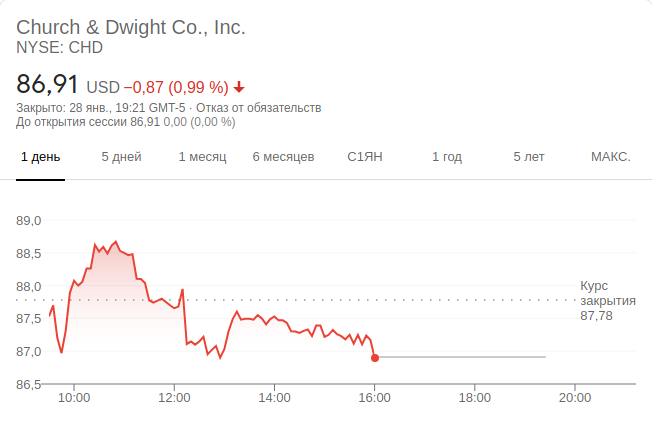 Church & Dwight Co., Inc.
NYSE: CHD
86,91 USD −0,87 (0,99 %)
Закрыто: 28 янв., 19:21 GMT-5 · Отказ от обязательств
До открытия сессии 86,91 0,00 (0,00 %)
1 день 5 дней 1 месяц 6 месяцев С1ЯН 1 год 5 лет МАКС.
89,0
88,5
88,0
87,5
87,0
86,5
Курс
закрытия
87,78
10:00 12:00 14:00 16:00 18:00 20:00